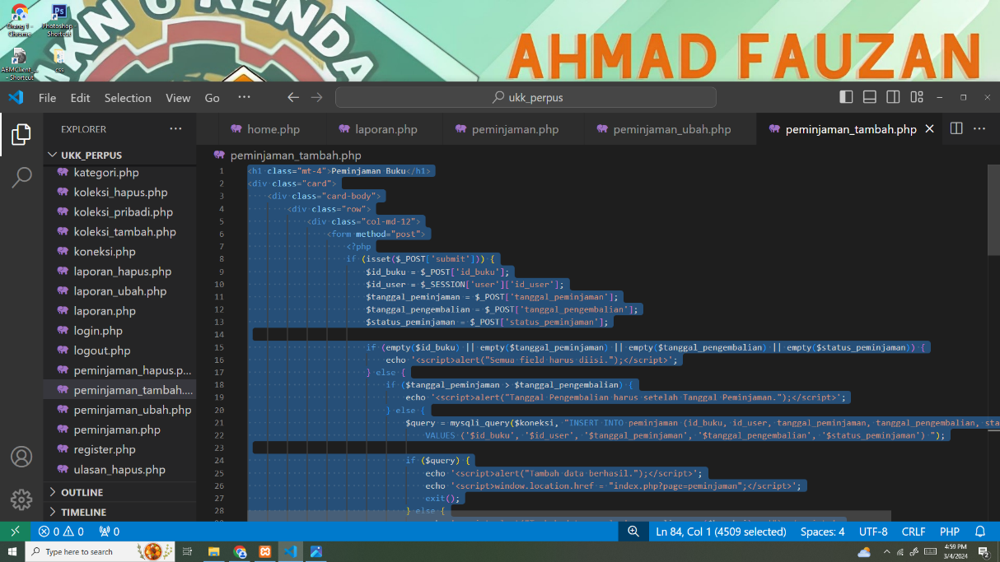 AHMAD FAUZAN
Orang 1 -
Chrome
Photoshop -
Shortcut
ABMClient_...
- Shortcut
css
File Edit Selection View Go ···
ukk_perpus
EXPLORER ···
UKK_PERPUS
kategori.php
koleksi_hapus.php
koleksi_pribadi.php
koleksi_tambah.php
koneksi.php
laporan_hapus.php
laporan_ubah.php
laporan.php
login.php
logout.php
peminjaman_hapus.p...
peminjaman_tambah....
peminjaman_ubah.php
peminjaman.php
register.php
ulasan_hapus.php
OUTLINE
TIMELINE
home.php laporan.php peminjaman.php peminjaman_ubah.php peminjaman_tambah.php
peminjaman_tambah.php
1 <h1 class="mt-4">Peminjaman Buku</h1>
2 <div class="card">
3 <div class="card-body">
4 <div class="row">
5 <div class="col-md-12">
6 <form method="post">
7 <?php
8 if (isset($_POST['submit'])) {
9 $id_buku = $_POST['id_buku'];
10 $id_user = $_SESSION['user']['id_user'];
11 $tanggal_peminjaman = $_POST['tanggal_peminjaman'];
12 $tanggal_pengembalian = $_POST['tanggal_pengembalian'];
13 $status_peminjaman = $_POST['status_peminjaman'];
14
15 if (empty($id_buku) || empty($tanggal_peminjaman) || empty($tanggal_pengembalian) || empty($status_peminjaman)) {
16 echo '<script>alert("Semua field harus diisi.");</script>';
17 } else {
18 if ($tanggal_peminjaman > $tanggal_pengembalian) {
19 echo '<script>alert("Tanggal Pengembalian harus setelah Tanggal Peminjaman.");</script>';
20 } else {
21 $query = mysqli_query($koneksi, "INSERT INTO peminjaman (id_buku, id_user, tanggal_peminjaman, tanggal_pengembalian, sta
22 VALUES ('$id_buku', '$id_user', '$tanggal_peminjaman', '$tanggal_pengembalian', '$status_peminjaman') ");
23
24 if ($query) {
25 echo '<script>alert("Tambah data berhasil.");</script>';
26 echo '<script>window.location.href = "index.php?page=peminjaman";</script>';
27 exit();
28 } else {
0 0 0
Ln 84, Col 1 (4509 selected) Spaces: 4 UTF-8 CRLF PHP
Type here to search
4:59 PM
3/4/2024